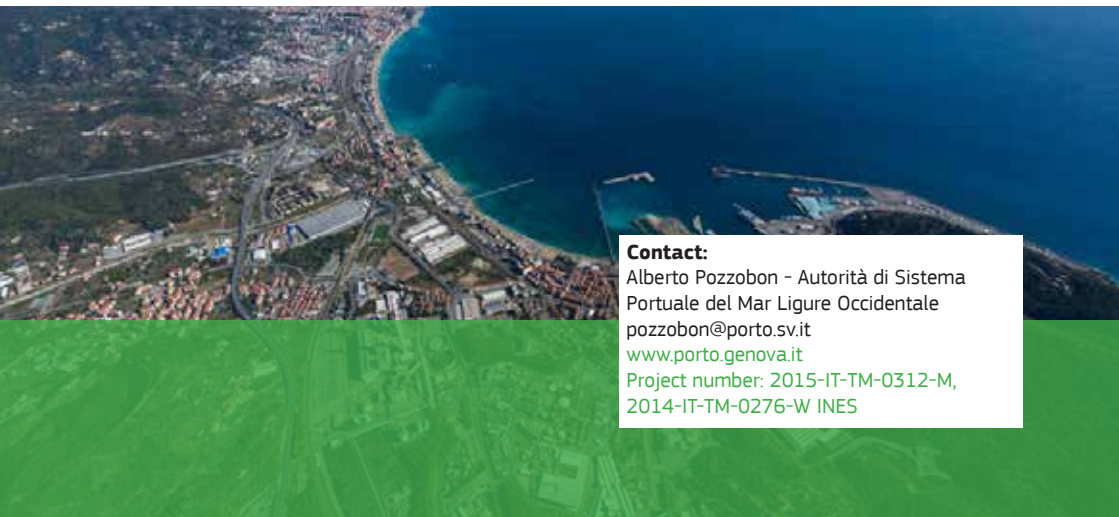 Contact:
Alberto Pozzobon - Autorità di Sistema
Portuale del Mar Ligure Occidentale
pozzobon@porto.sv.it
www.porto.genova.it
Project number: 2015-IT-TM-0312-M,
2014-IT-TM-0276-W INES